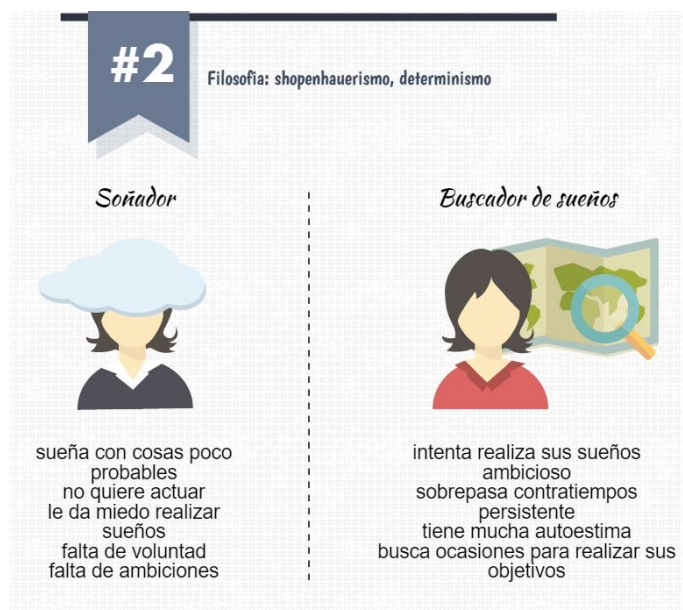 #2
Filosofia: shopenhauerismo, determinismo
Soñador
sueña con cosas poco
probables
no quiere actuar
le da miedo realizar
sueños
falta de voluntad
falta de ambiciones
Buscador de sueños
intenta realiza sus sueños
ambicioso
sobrepasa contratiempos
persistente
tiene mucha autoestima
busca ocasiones para realizar sus
objetivos